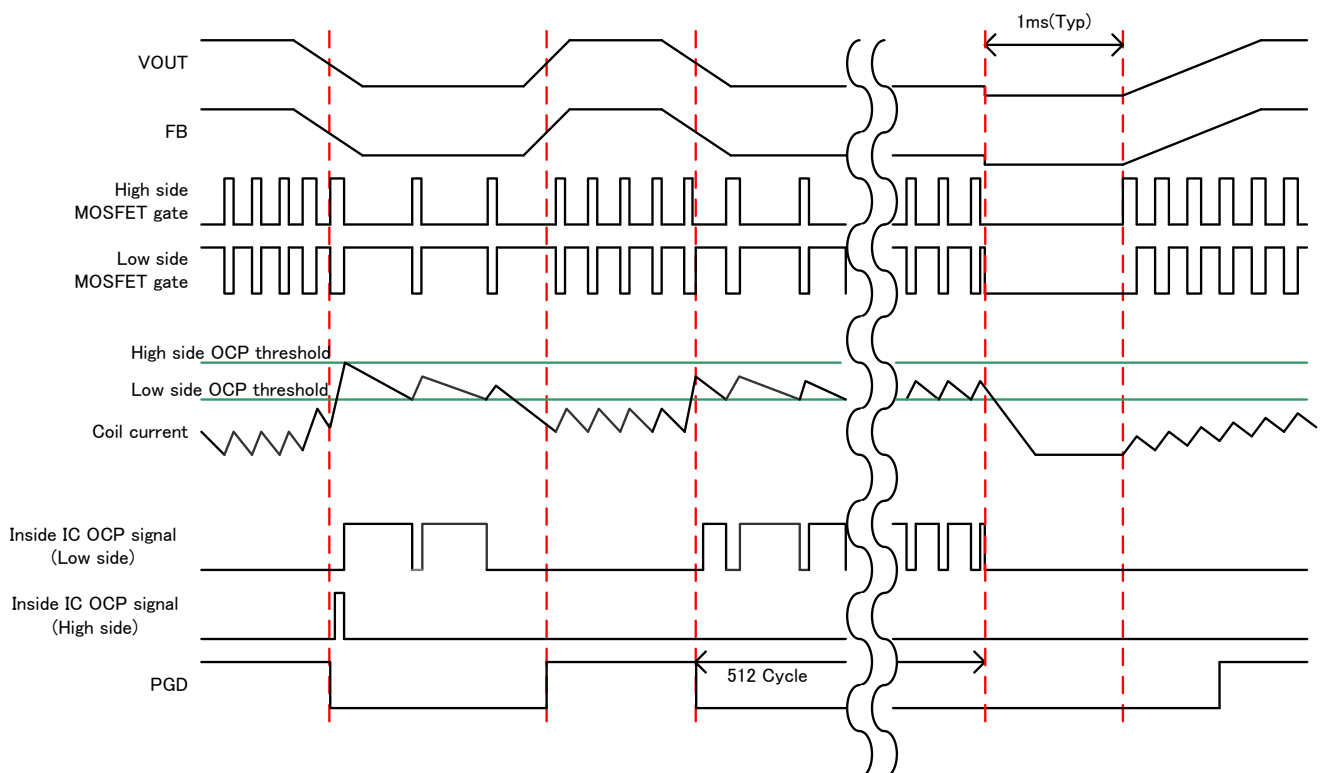 1ms(Typ)
VOUT
FB
High side
MOSFET gate
Low side
MOSFET gate
High side OCP threshold
Low side OCP threshold
Coil current
Inside IC OCP signal
(Low side)
Inside IC OCP signal
(High side)
PGD
512 Cycle